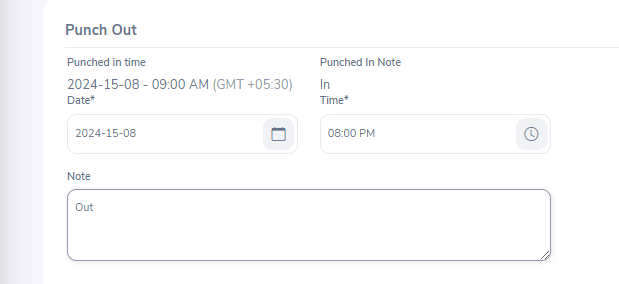 Punch Out
Punched in time
Punched In Note
2024-15-08 - 09:00 AM (GMT +05:30)
In
Date*
Time*
2024-15-08
08:00 PM
Note
Out